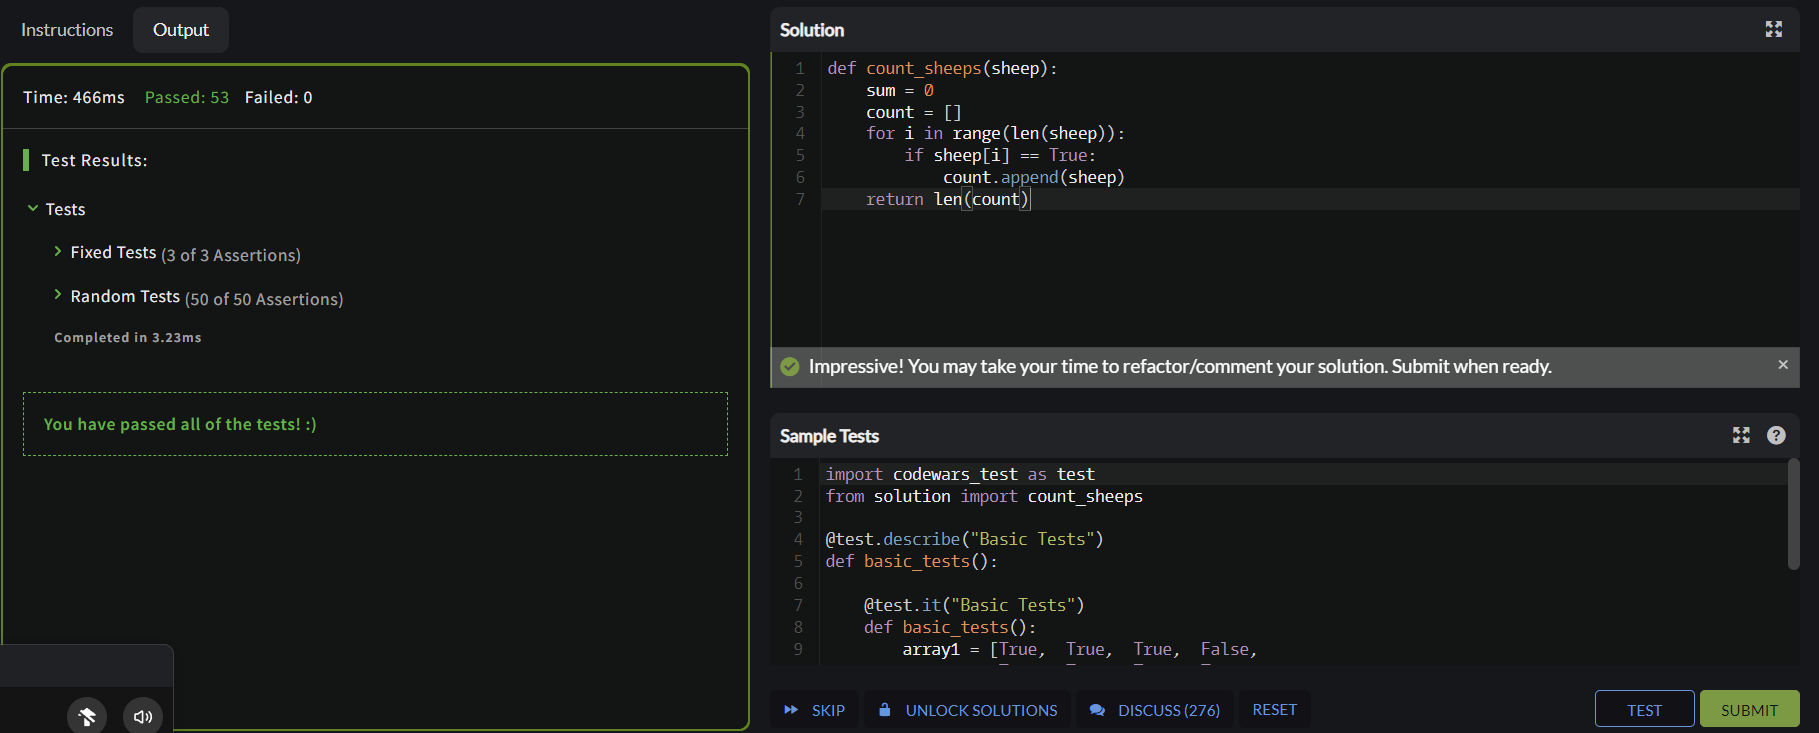 Instructions
Output
Time: 466ms Passed: 53 Failed: 0
Test Results:
Tests
Fixed Tests (3 of 3 Assertions)
Random Tests (50 of 50 Assertions)
Completed in 3.23ms
You have passed all of the tests! :)
Solution
1 def count_sheeps(sheep):
2     sum = 0
3     count = []
4     for i in range(len(sheep)):
5         if sheep[i] == True:
6             count.append(sheep)
7     return len(count)
Impressive! You may take your time to refactor/comment your solution. Submit when ready.
Sample Tests
1 import codewars_test as test
2 from solution import count_sheeps
3
4 @test.describe("Basic Tests")
5 def basic_tests():
6
7     @test.it("Basic Tests")
8     def basic_tests():
9         array1 = [True,  True,  True,  False,
SKIP
UNLOCK SOLUTIONS
DISCUSS (276)
RESET
TEST
SUBMIT